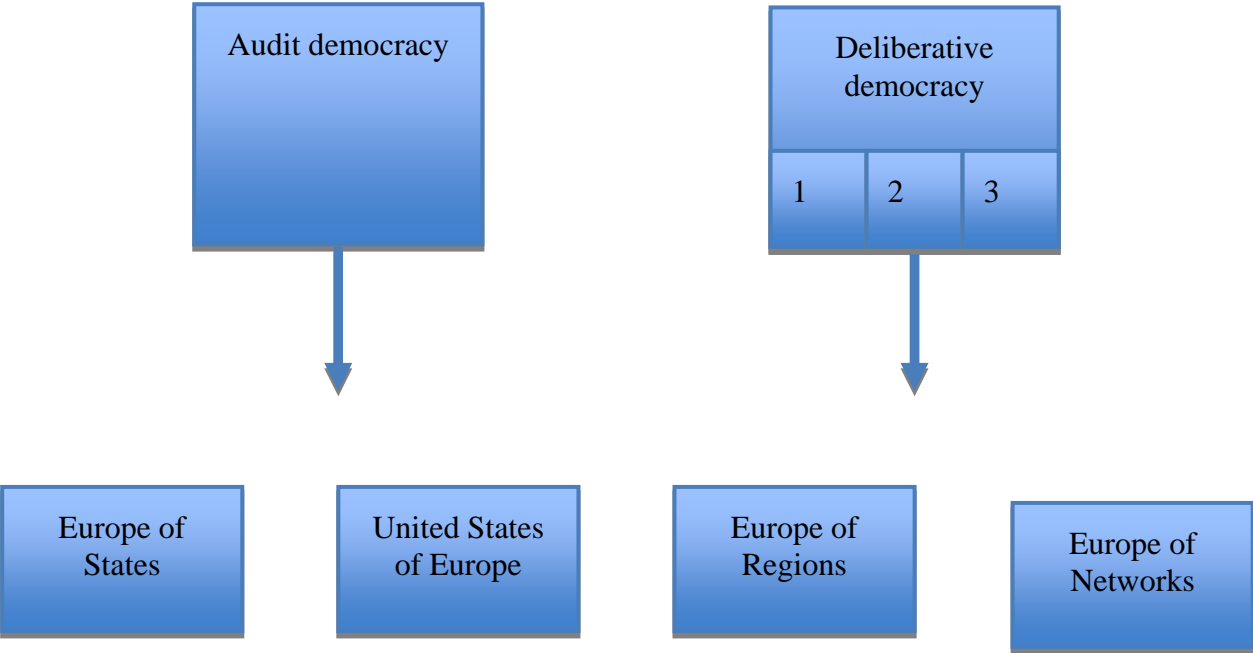 Audit democracy
Deliberative
democracy
1 2 3
Europe of
States
United States
of Europe
Europe of
Regions
Europe of
Networks